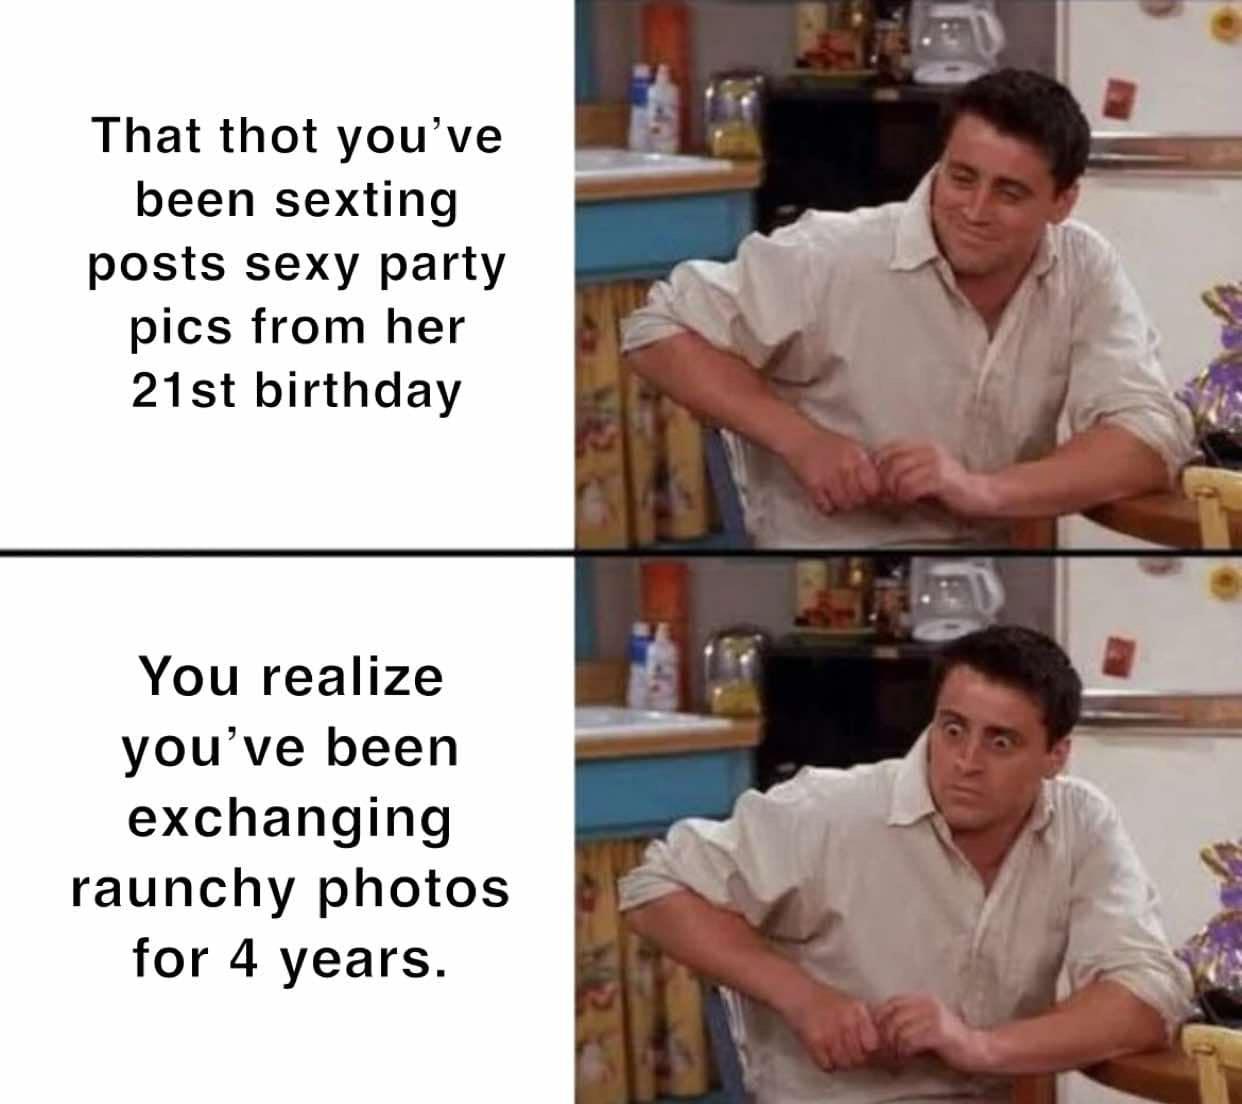 That thot you've
been sexting
posts sexy party
pics from her
21st birthday
You realize
you've been
exchanging
raunchy photos
for 4 years.